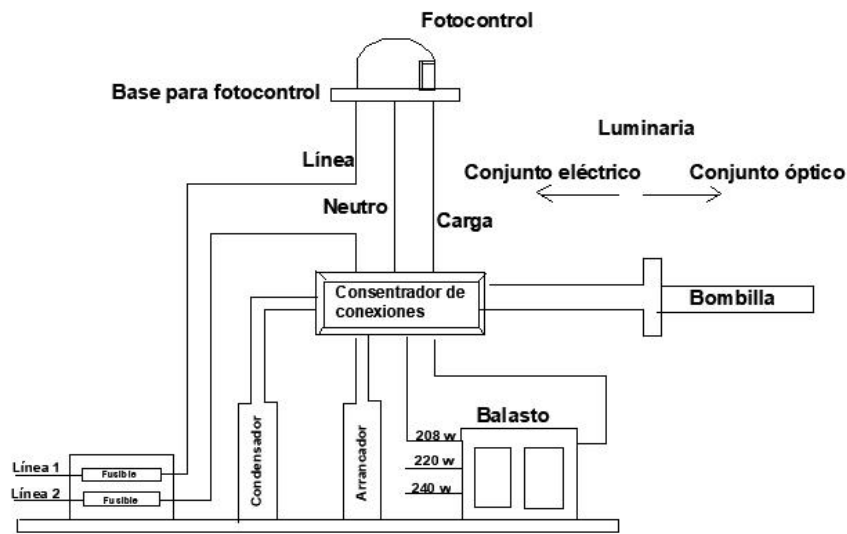 Fotocontrol
Base para fotocontrol
Luminaria
Línea
Conjunto eléctrico
Conjunto óptico
Neutro
Carga
Consentrador de
conexiones
Bombilla
Balasto
208 w
220 w
240 w
Condensador
Arrancador
Línea 1
Fusible
Línea 2
Fusible